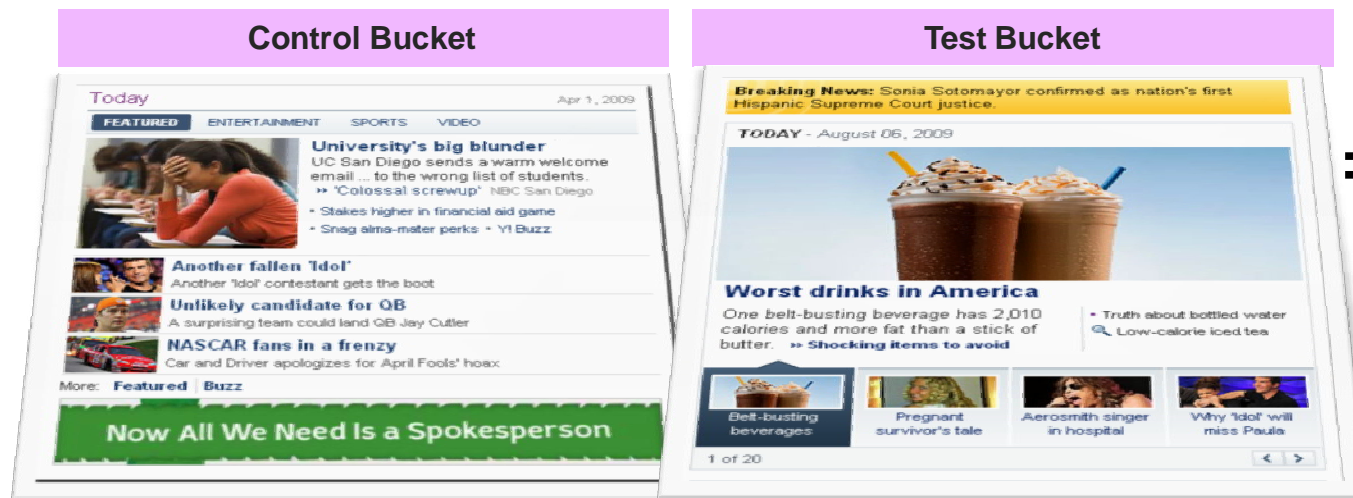 Control Bucket
Today
Apr 1, 2009
FEATURED ENTERTAINMENT SPORTS VIDEO
University's big blunder
UC San Diego sends a warm welcome
email ... to the wrong list of students.
»» 'Colossal screwup' NBC San Diego
• Stakes higher in financial aid game
• Snag alma-mater perks • Y! Buzz
Another fallen 'Idol'
Another 'Idol' contestant gets the boot
Unlikely candidate for QB
A surprising team could land QB Jay Cutler
NASCAR fans in a frenzy
Car and Driver apologizes for April Fools' hoax
More: Featured | Buzz
Now All We Need Is a Spokesperson
Test Bucket
Breaking News: Sonia Sotomayor confirmed as nation's first
Hispanic Supreme Court justice.
TODAY - August 06, 2009
Worst drinks in America
One belt-busting beverage has 2,010
calories and more fat than a stick of
butter. »» Shocking items to avoid
• Truth about bottled water
Low-calorie iced tea
Belt-busting
beverages
Pregnant
survivor's tale
Aerosmith singer
in hospital
Why 'Idol' will
miss Paula
1 of 20